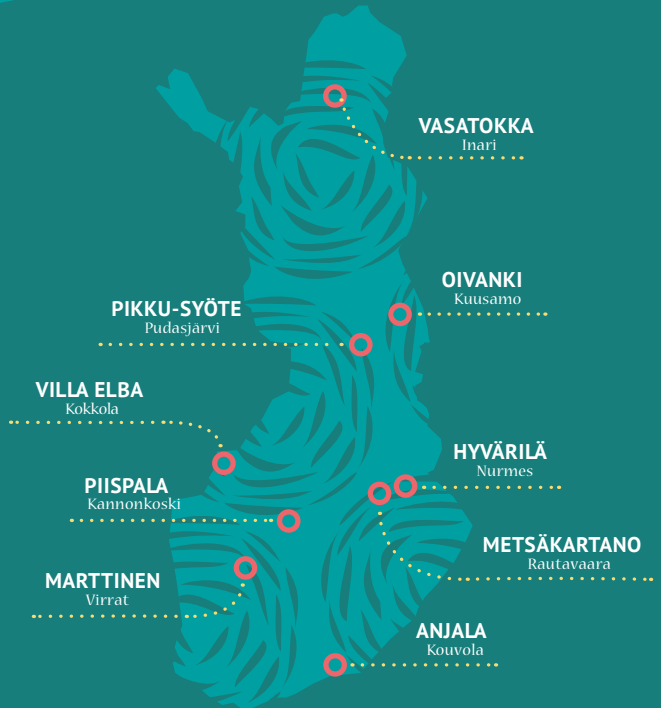 VASATOKKA
Inari
OIVANKI
Kuusamo
PIKKU-SYÖTE
Pudasjärvi
VILLA ELBA
Kokkola
HYVÄRILÄ
Nurmes
PIISPALA
Kannonkoski
METSÄKARTANO
Rautavaara
MARTTINEN
Virrat
ANJALA
Kouvola